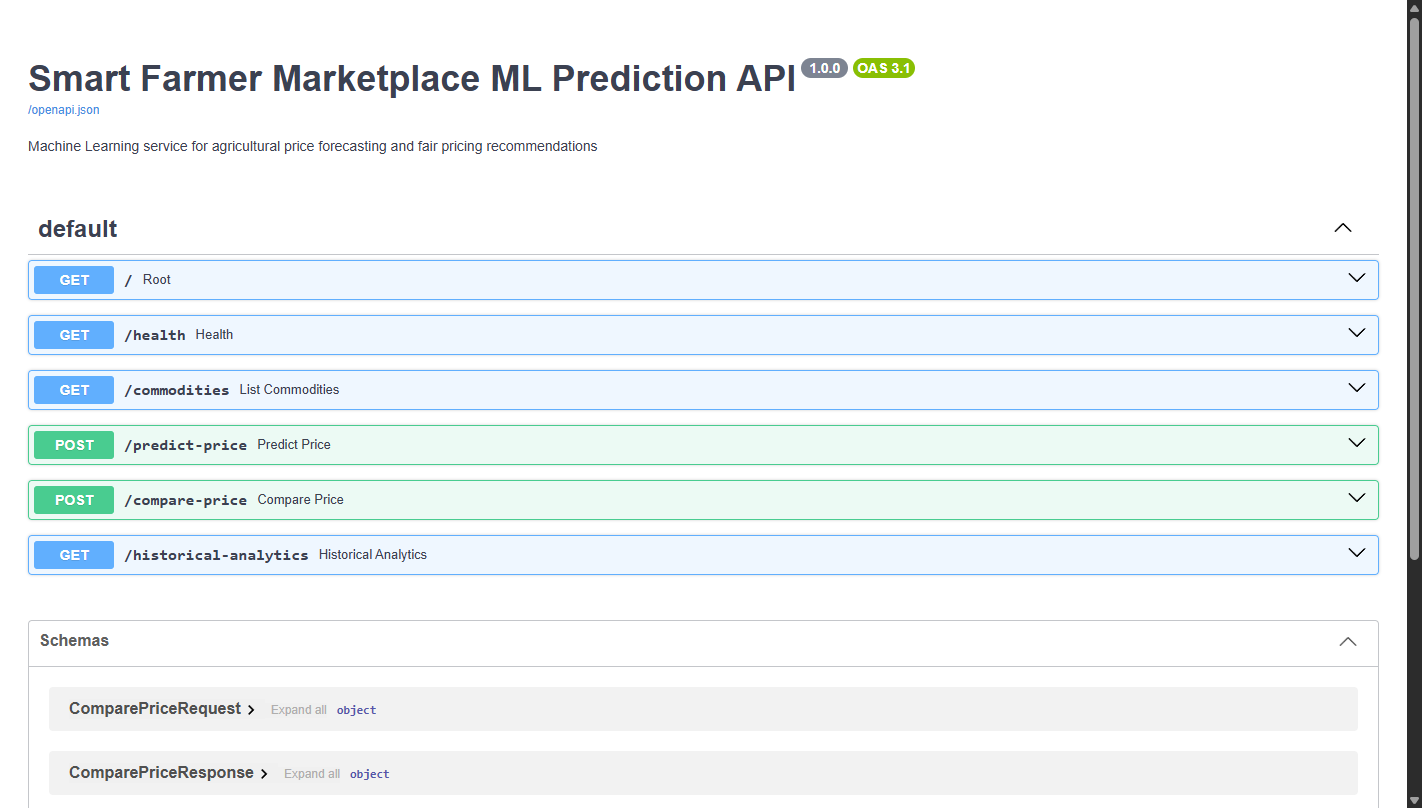 Smart Farmer Marketplace ML Prediction API 1.0.0 OAS 3.1
/openapi.json
Machine Learning service for agricultural price forecasting and fair pricing recommendations
default
GET / Root
GET /health Health
GET /commodities List Commodities
POST /predict-price Predict Price
POST /compare-price Compare Price
GET /historical-analytics Historical Analytics
Schemas
ComparePriceRequest Expand all object
ComparePriceResponse Expand all object